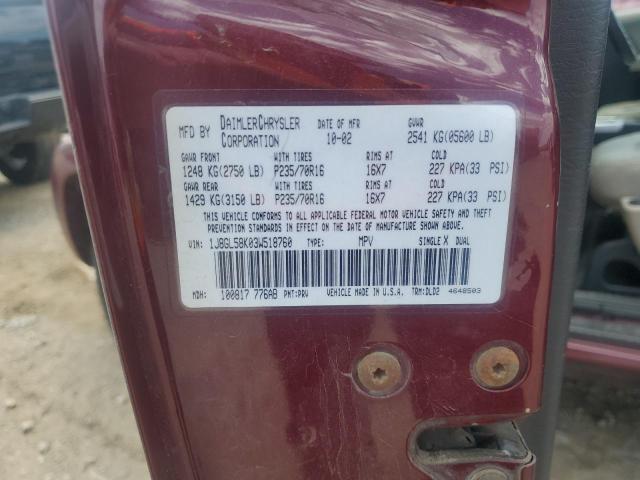 MFD BY DAIMLERCHRYSLER CORPORATION DATE OF MFR 10-02 GVWR 2541 KG(05600 LB)
GAWR FRONT WITH TIRES RIMS AT COLD
1248 KG(2750 LB) P235/70R16 16X7 227 KPA(33 PSI)
GAWR REAR WITH TIRES RIMS AT COLD
1429 KG(3150 LB) P235/70R16 16X7 227 KPA(33 PSI)
THIS VEHICLE CONFORMS TO ALL APPLICABLE FEDERAL MOTOR VEHICLE SAFETY AND THEFT
PREVENTION STANDARDS IN EFFECT ON THE DATE OF MANUFACTURE SHOWN ABOVE.
VIN: 1J8GL58K03W518760 TYPE: MPV SINGLE X DUAL
MDH: 100817 776AB PNT:PRV VEHICLE MADE IN U.S.A. TRM:DLD2 4648503